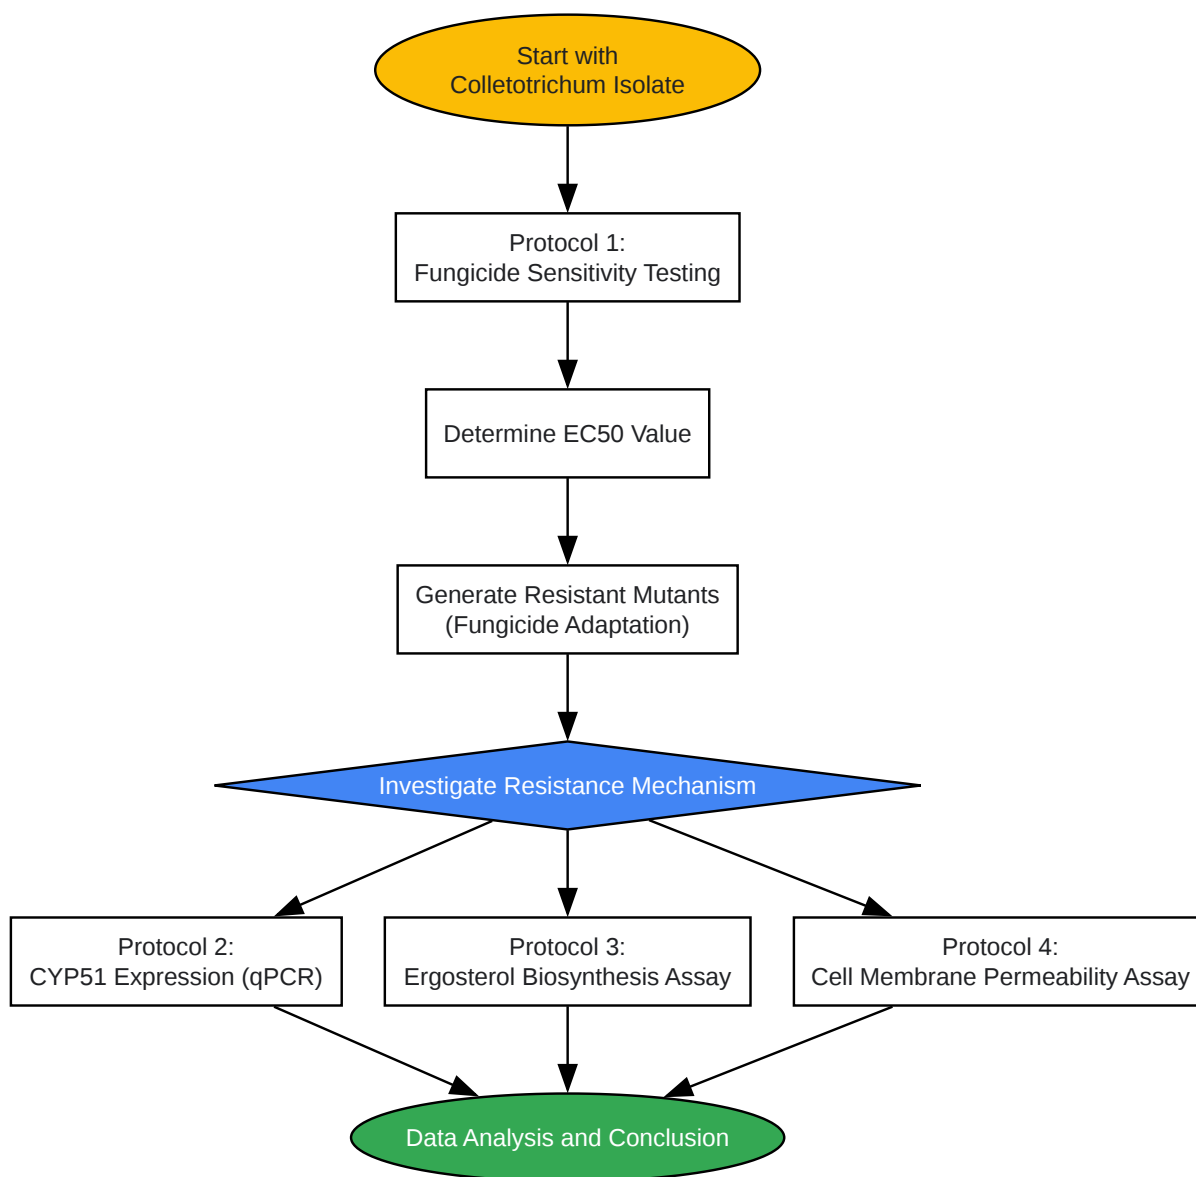 Start with
Colletotrichum Isolate
Protocol 1:
Fungicide Sensitivity Testing
Determine EC50 Value
Generate Resistant Mutants
(Fungicide Adaptation)
Investigate Resistance Mechanism
Protocol 2:
CYP51 Expression (qPCR)
Protocol 3:
Ergosterol Biosynthesis Assay
Protocol 4:
Cell Membrane Permeability Assay
Data Analysis and Conclusion